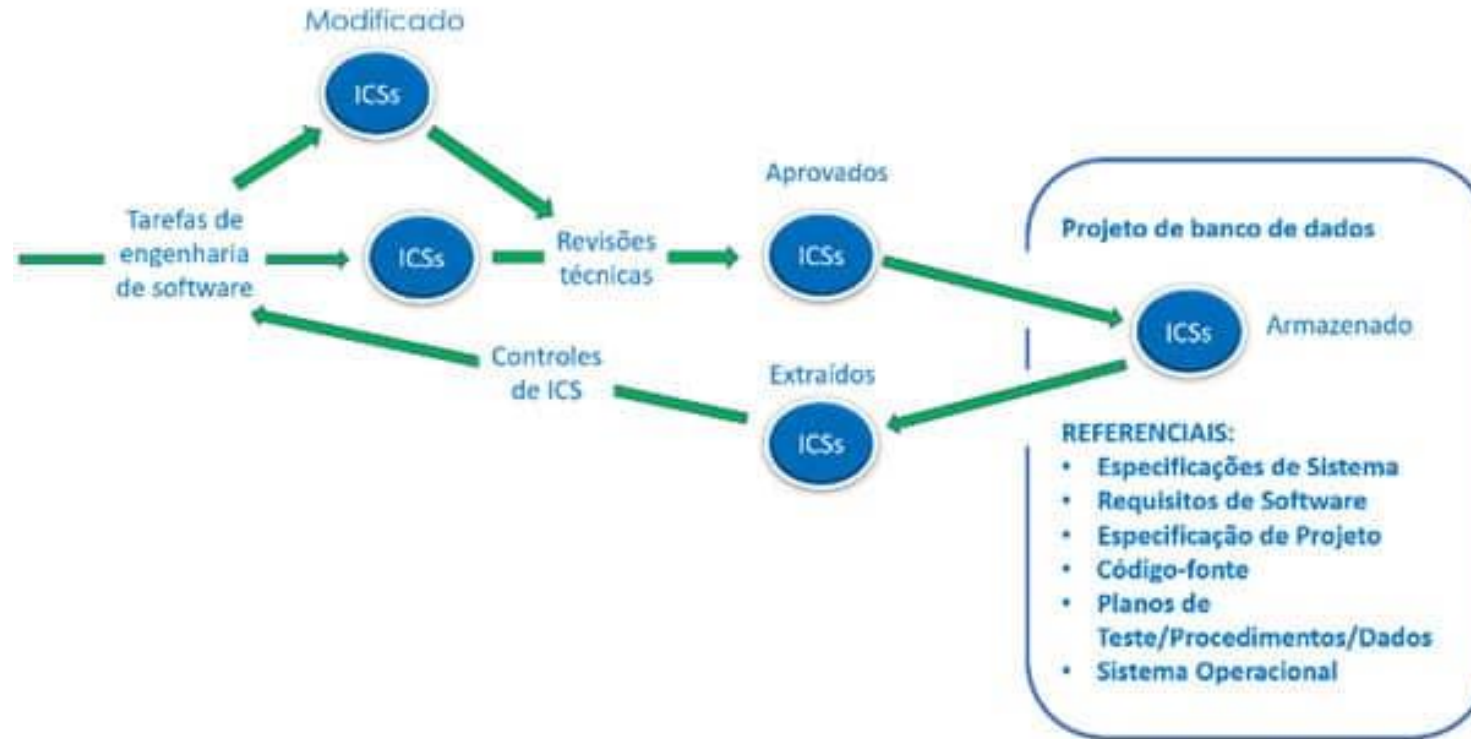 Modificado
ICSs
Tarefas de
engenharia
de software
ICSs
Revisões
técnicas
Aprovados
ICSs
Projeto de banco de dados
ICSs
Armazenado
Controles
de ICS
Extraídos
ICSs
REFERENCIAIS:
• Especificações de Sistema
• Requisitos de Software
• Especificação de Projeto
• Código-fonte
• Planos de
Teste/Procedimentos/Dados
• Sistema Operacional